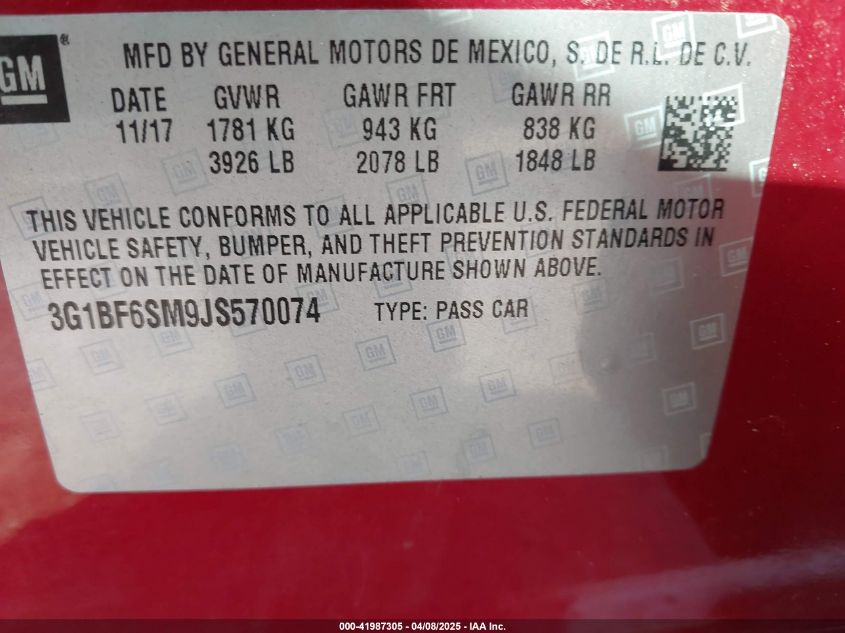 GM®
MFD BY GENERAL MOTORS DE MEXICO, S. DE R.L. DE C.V.
DATE GVWR GAWR FRT GAWR RR
11/17 1781 KG 943 KG 838 KG
3926 LB 2078 LB 1848 LB
THIS VEHICLE CONFORMS TO ALL APPLICABLE U.S. FEDERAL MOTOR
VEHICLE SAFETY, BUMPER, AND THEFT PREVENTION STANDARDS IN
EFFECT ON THE DATE OF MANUFACTURE SHOWN ABOVE.
3G1BF6SM9JS570074 TYPE: PASS CAR
000-41987305 - 04/08/2025 - IAA Inc.